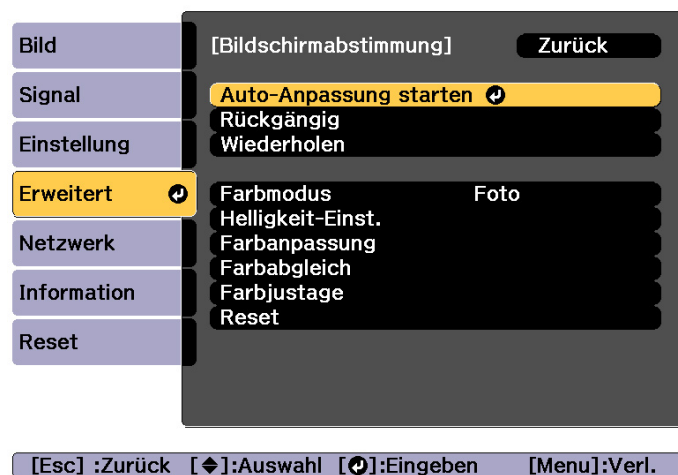 Bild
Signal
Einstellung
Erweitert
Netzwerk
Information
Reset
[Bildschirmabstimmung] Zurück
Auto-Anpassung starten
Rückgängig
Wiederholen
Farbmodus Foto
Helligkeit-Einst.
Farbanpassung
Farbabgleich
Farbjustage
Reset
[Esc] :Zurück [◆]:Auswahl [↵]:Eingeben [Menu]:Verl.